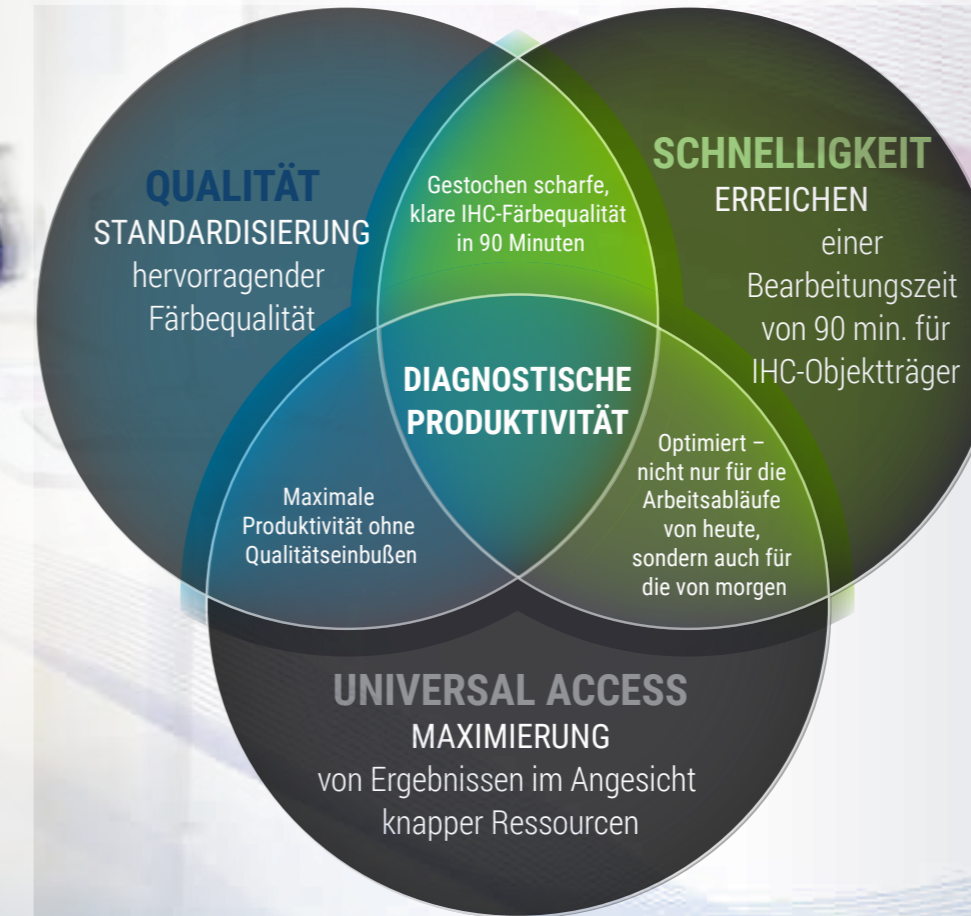 QUALITÄT
STANDARDISIERUNG
hervorragender
Färbequalität
Gestochen scharfe,
klare IHC-Färbequalität
in 90 Minuten
SCHNELLIGKEIT
ERREICHEN
einer
Bearbeitungszeit
von 90 min. für
IHC-Objektträger
DIAGNOSTISCHE
PRODUKTIVITÄT
Maximale
Produktivität ohne
Qualitätseinbußen
Optimiert –
nicht nur für die
Arbeitsabläufe
von heute,
sondern auch für
die von morgen
UNIVERSAL ACCESS
MAXIMIERUNG
von Ergebnissen im Angesicht
knapper Ressourcen